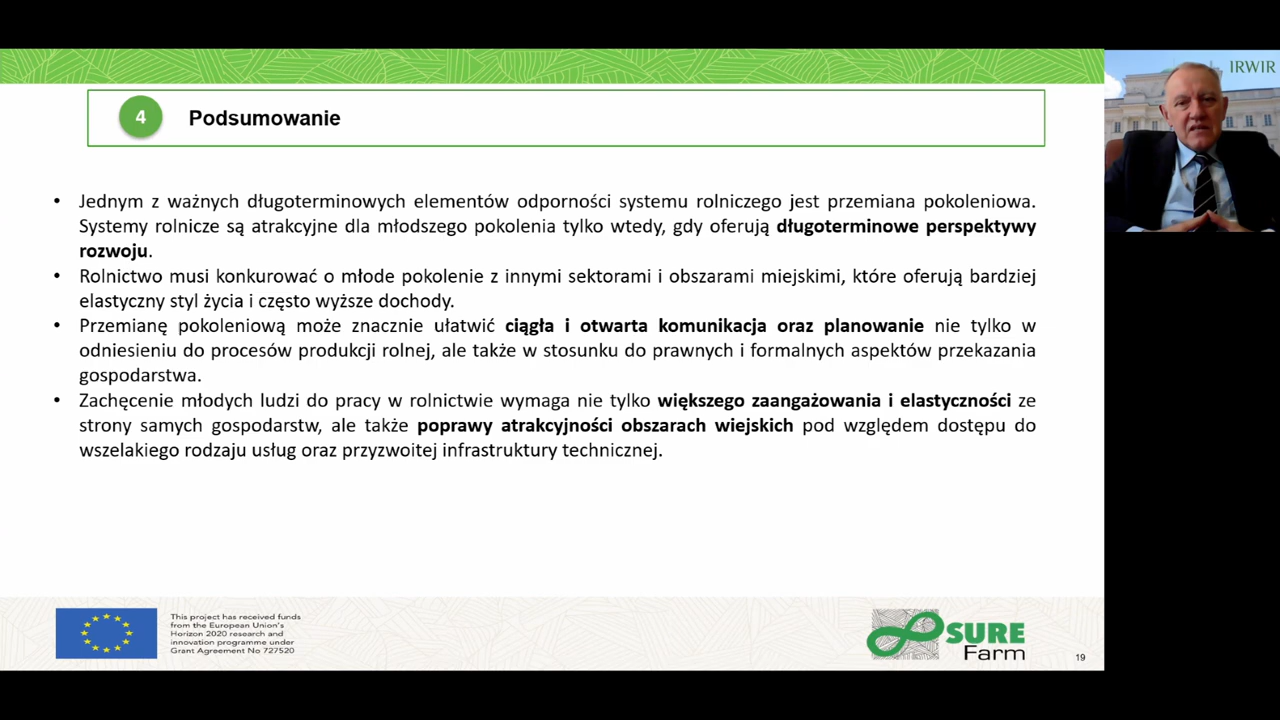 IRWIR
4
Podsumowanie
• Jednym z ważnych długoterminowych elementów odporności systemu rolniczego jest przemiana pokoleniowa.
Systemy rolnicze są atrakcyjne dla młodszego pokolenia tylko wtedy, gdy oferują długoterminowe perspektywy
rozwoju.
• Rolnictwo musi konkurować o młode pokolenie z innymi sektorami i obszarami miejskimi, które oferują bardziej
elastyczny styl życia i często wyższe dochody.
• Przemianę pokoleniową może znacznie ułatwić ciągła i otwarta komunikacja oraz planowanie nie tylko w
odniesieniu do procesów produkcji rolnej, ale także w stosunku do prawnych i formalnych aspektów przekazania
gospodarstwa.
• Zachęcenie młodych ludzi do pracy w rolnictwie wymaga nie tylko większego zaangażowania i elastyczności ze
strony samych gospodarstw, ale także poprawy atrakcyjności obszarach wiejskich pod względem dostępu do
wszelakiego rodzaju usług oraz przyzwoitej infrastruktury technicznej.
This project has received funds
from the European Union's
Horizon 2020 research and
innovation programme under
Grant Agreement No 727520
SURE
Farm
19